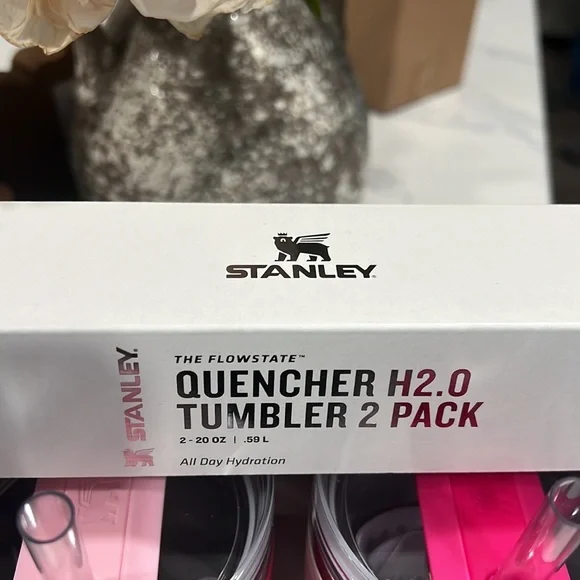 STANLEY
STANLEY
THE FLOWSTATE™
QUENCHER H2.0
TUMBLER 2 PACK
2 - 20 OZ | .59 L
All Day Hydration